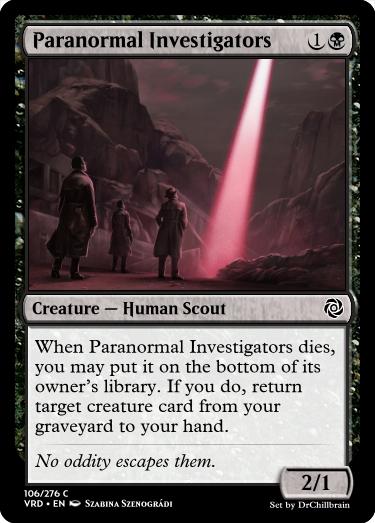 Paranormal Investigators 1
Creature — Human Scout
When Paranormal Investigators dies,
you may put it on the bottom of its
owner's library. If you do, return
target creature card from your
graveyard to your hand.
No oddity escapes them.
2/1
106/276 C
VRD • EN Szabina Szenográdi
Set by DrChillbrain